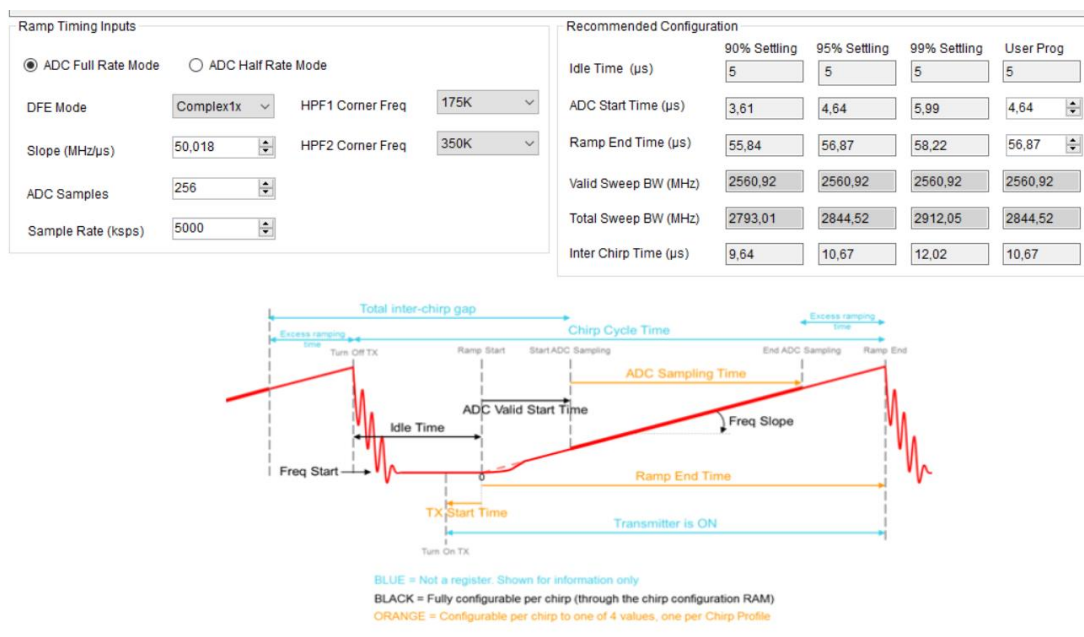 Ramp Timing Inputs
ADC Full Rate Mode ADC Half Rate Mode
DFE Mode Complex1x HPF1 Corner Freq 175K
Slope (MHz/µs) 50,018 HPF2 Corner Freq 350K
ADC Samples 256
Sample Rate (ksps) 5000
Recommended Configuration
90% Settling 95% Settling 99% Settling User Prog
Idle Time (µs) 5 5 5 5
ADC Start Time (µs) 3,61 4,64 5,99 4,64
Ramp End Time (µs) 55,84 56,87 58,22 56,87
Valid Sweep BW (MHz) 2560,92 2560,92 2560,92 2560,92
Total Sweep BW (MHz) 2793,01 2844,52 2912,05 2844,52
Inter Chirp Time (µs) 9,64 10,67 12,02 10,67
Total inter-chirp gap
Excess ramping
time
Chirp Cycle Time
Excess ramping
time
Turn Off TX Ramp Start Start ADC Sampling End ADC Sampling Ramp End
ADC Sampling Time
ADC Valid Start Time
Idle Time
Freq Slope
Freq Start
0
Ramp End Time
TX Start Time
Transmitter is ON
Turn On TX
BLUE = Not a register. Shown for information only
BLACK = Fully configurable per chirp (through the chirp configuration RAM)
ORANGE = Configurable per chirp to one of 4 values, one per Chirp Profile